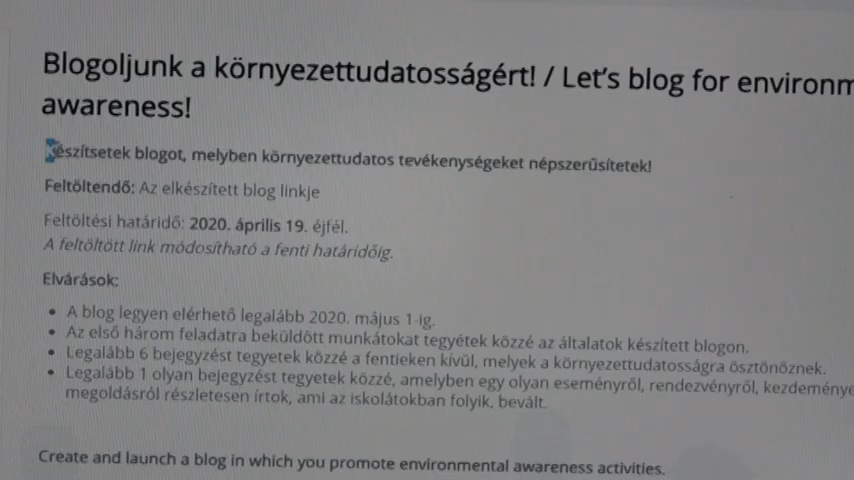 Blogoljunk a környezettudatosságért! / Let's blog for
awareness!
Készítsetek blogot, melyben környezettudatos tevékenységeket népszerűsítetek!
Feltöltendő: Az elkészített blog linkje
Feltöltési határidő: 2020. április 19. éjfél.
A feltöltött link módosítható a fenti határidőig.
Elvárások:
• A blog legyen elérhető legalább 2020. május 1-ig.
• Az első három feladatra beküldött munkátokat tegyétek közzé az általatok készített blogon.
• Legalább 6 bejegyzést tegyetek közzé a fentieken kívül, melyek a környezettudatosságra ösztönöznek.
• Legalább 1 olyan bejegyzést tegyetek közzé, amelyben egy olyan eseményről, rendezvényről,
megoldásról részletesen írtok, ami az iskolátokban folyik, bevált.
Create and launch a blog in which you promote environmental awareness activities.